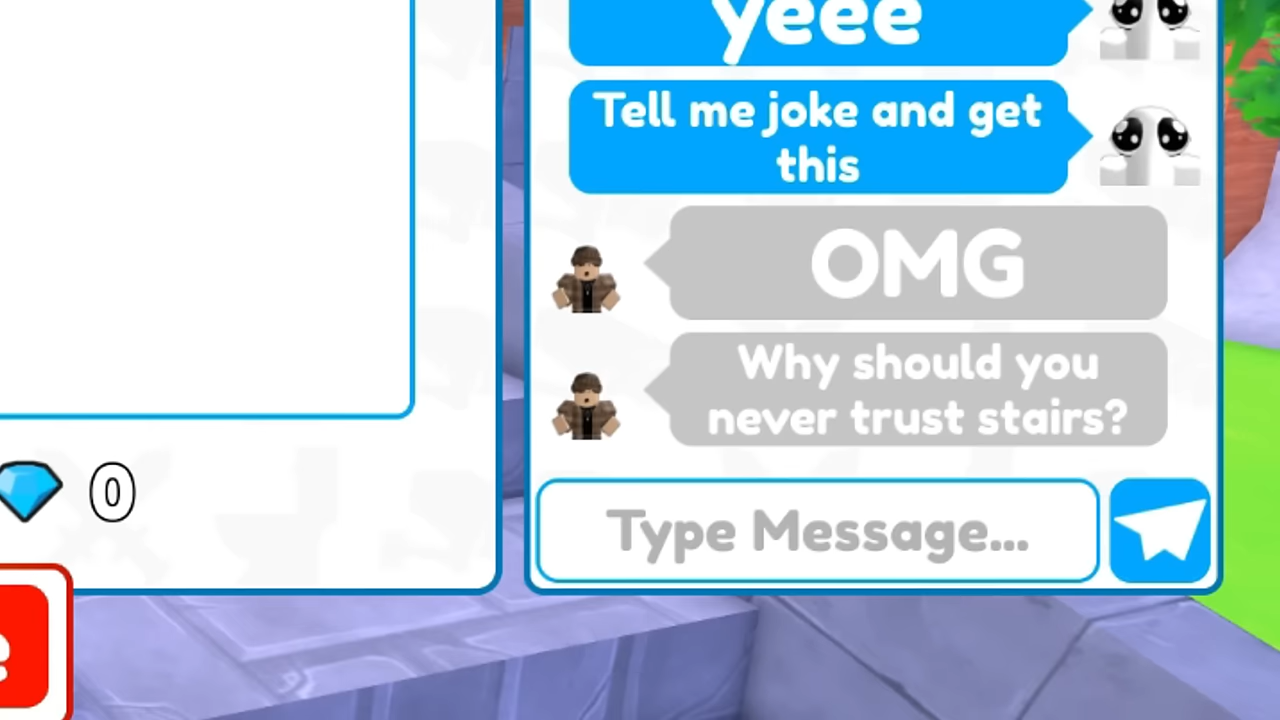 yeee
Tell me joke and get
this
OMG
Why should you
never trust stairs?
0
Type Message...
e